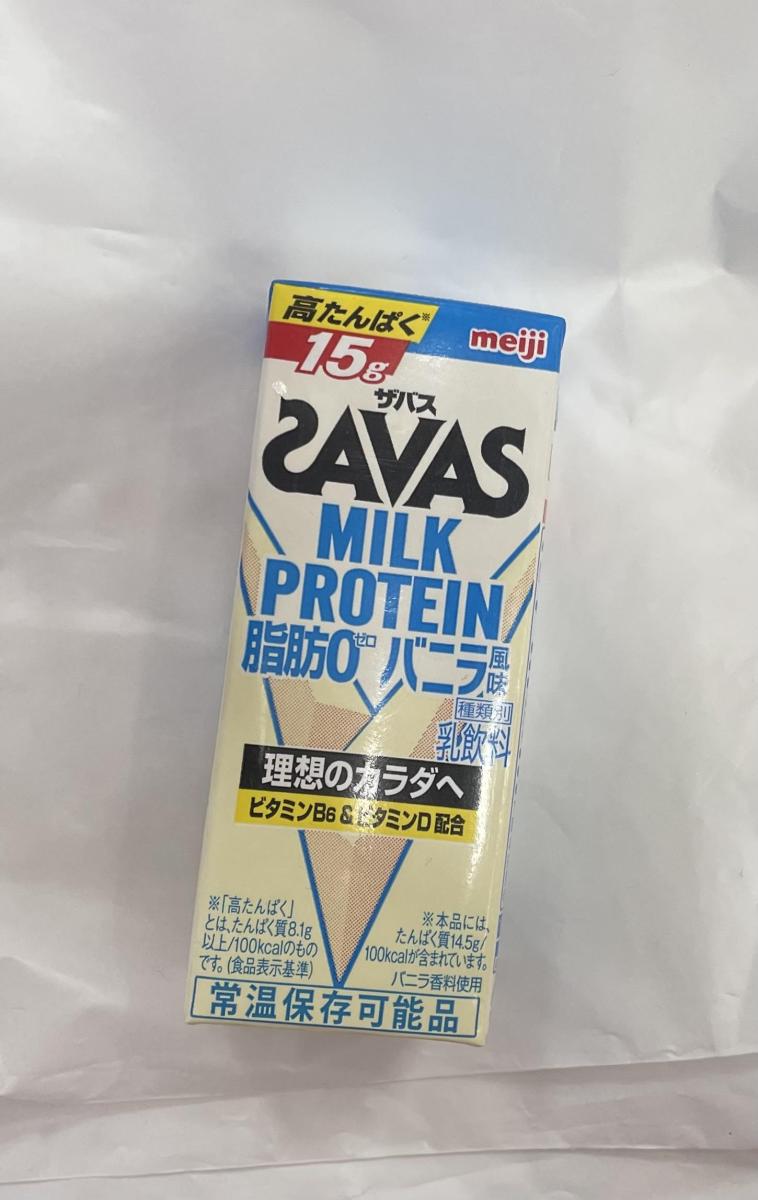 高たんぱく※
15g
meiji
ザバス
SAVAS
MILK
PROTEIN
脂肪0ゼロ バニラ風味
種類別
乳飲料
理想のカラダへ
ビタミンB6&ビタミンD配合
※「高たんぱく」
とは、たんぱく質8.1g
以上/100kcalのもの
です。(食品表示基準)
※本品には、
たんぱく質14.5g/
100kcalが含まれています。
バニラ香料使用
常温保存可能品